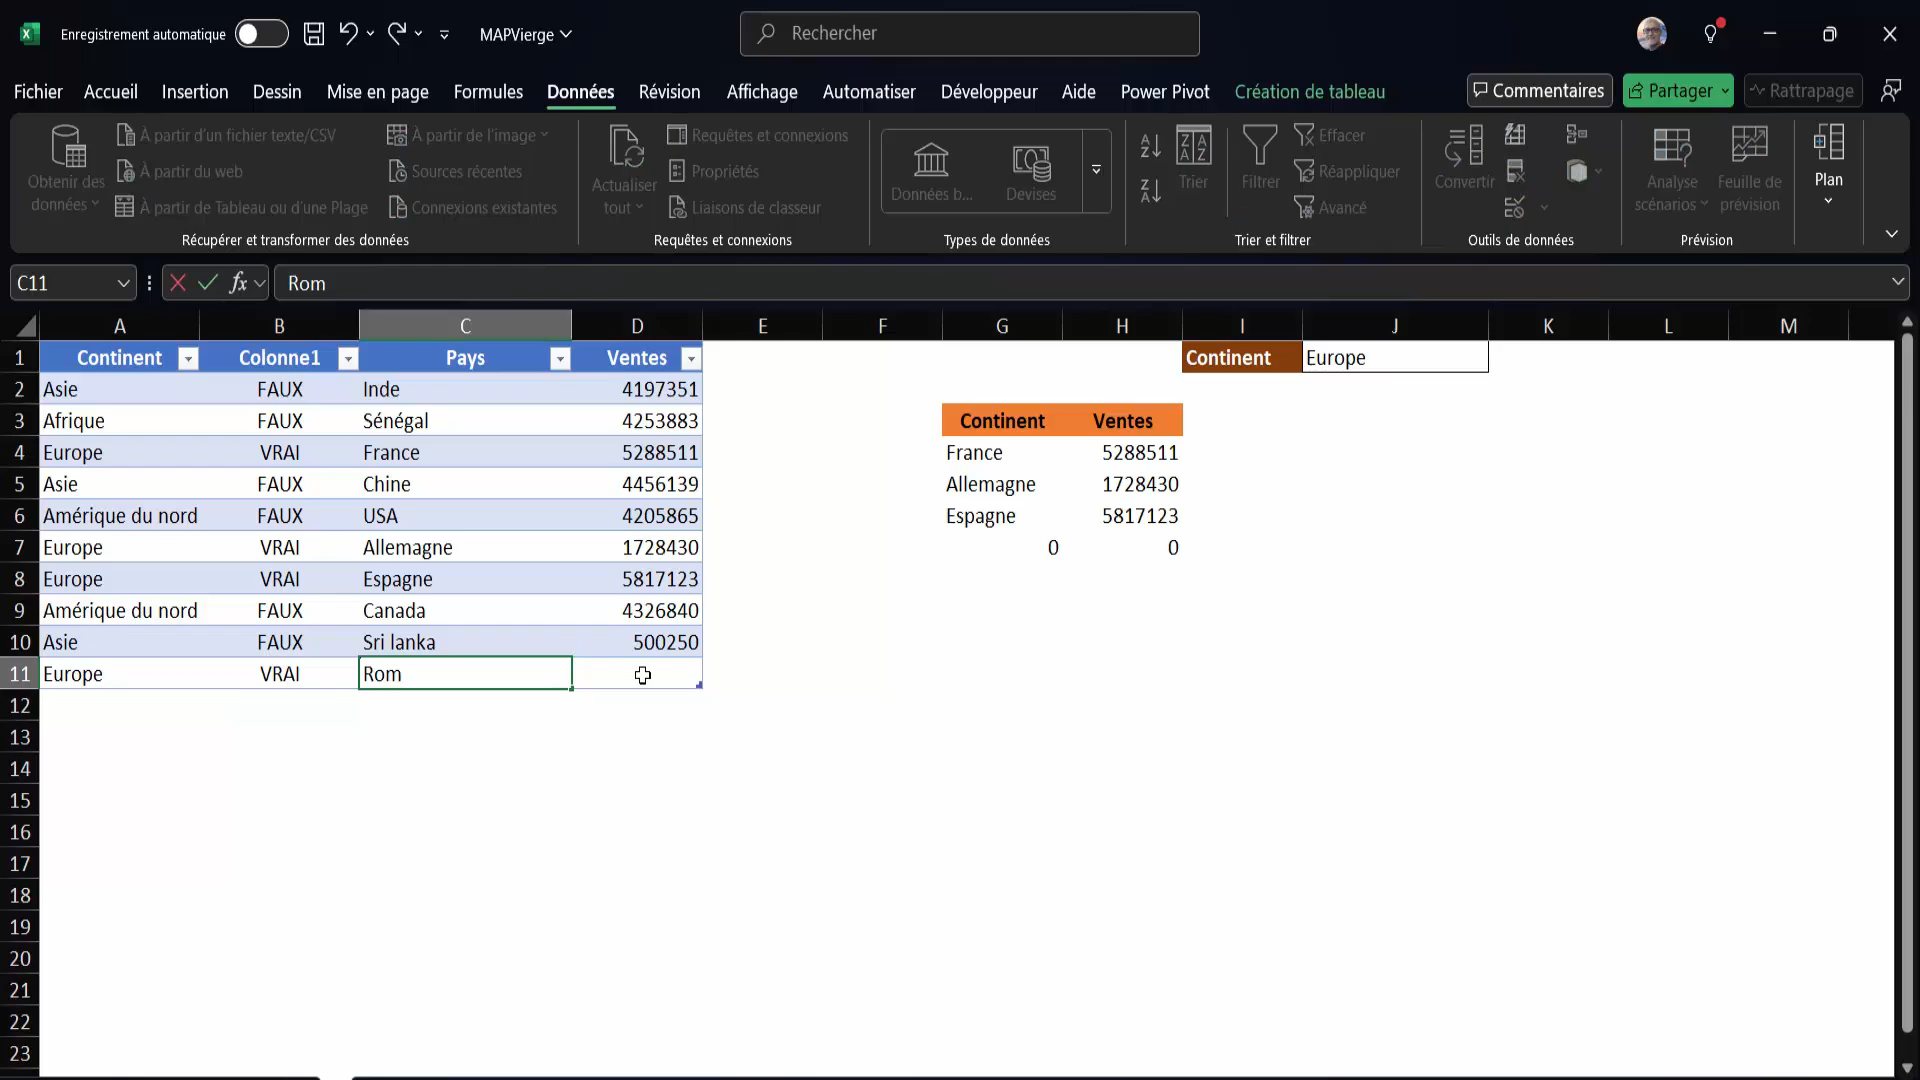 Enregistrement automatique MAPVierge Rechercher
Fichier Accueil Insertion Dessin Mise en page Formules Données Révision Affichage Automatiser Développeur Aide Power Pivot Création de tableau Commentaires Partager Rattrapage
Obtenir des données
À partir d'un fichier texte/CSV
À partir du web
À partir de Tableau ou d'une Plage
À partir de l'image
Sources récentes
Connexions existantes
Récupérer et transformer des données
Actualiser tout
Requêtes et connexions
Propriétés
Liaisons de classeur
Requêtes et connexions
Données b...
Devises
Types de données
Trier
Filtrer
Effacer
Réappliquer
Avancé
Trier et filtrer
Convertir
Outils de données
Analyse scénarios
Feuille de prévision
Prévision
Plan
C11 fx Rom
A B C D E F G H I J K L M
1 Continent Colonne1 Pays Ventes Continent Europe
2 Asie FAUX Inde 4197351
3 Afrique FAUX Sénégal 4253883 Continent Ventes
4 Europe VRAI France 5288511 France 5288511
5 Asie FAUX Chine 4456139 Allemagne 1728430
6 Amérique du nord FAUX USA 4205865 Espagne 5817123
7 Europe VRAI Allemagne 1728430 0 0
8 Europe VRAI Espagne 5817123
9 Amérique du nord FAUX Canada 4326840
10 Asie FAUX Sri lanka 500250
11 Europe VRAI Rom
12
13
14
15
16
17
18
19
20
21
22
23